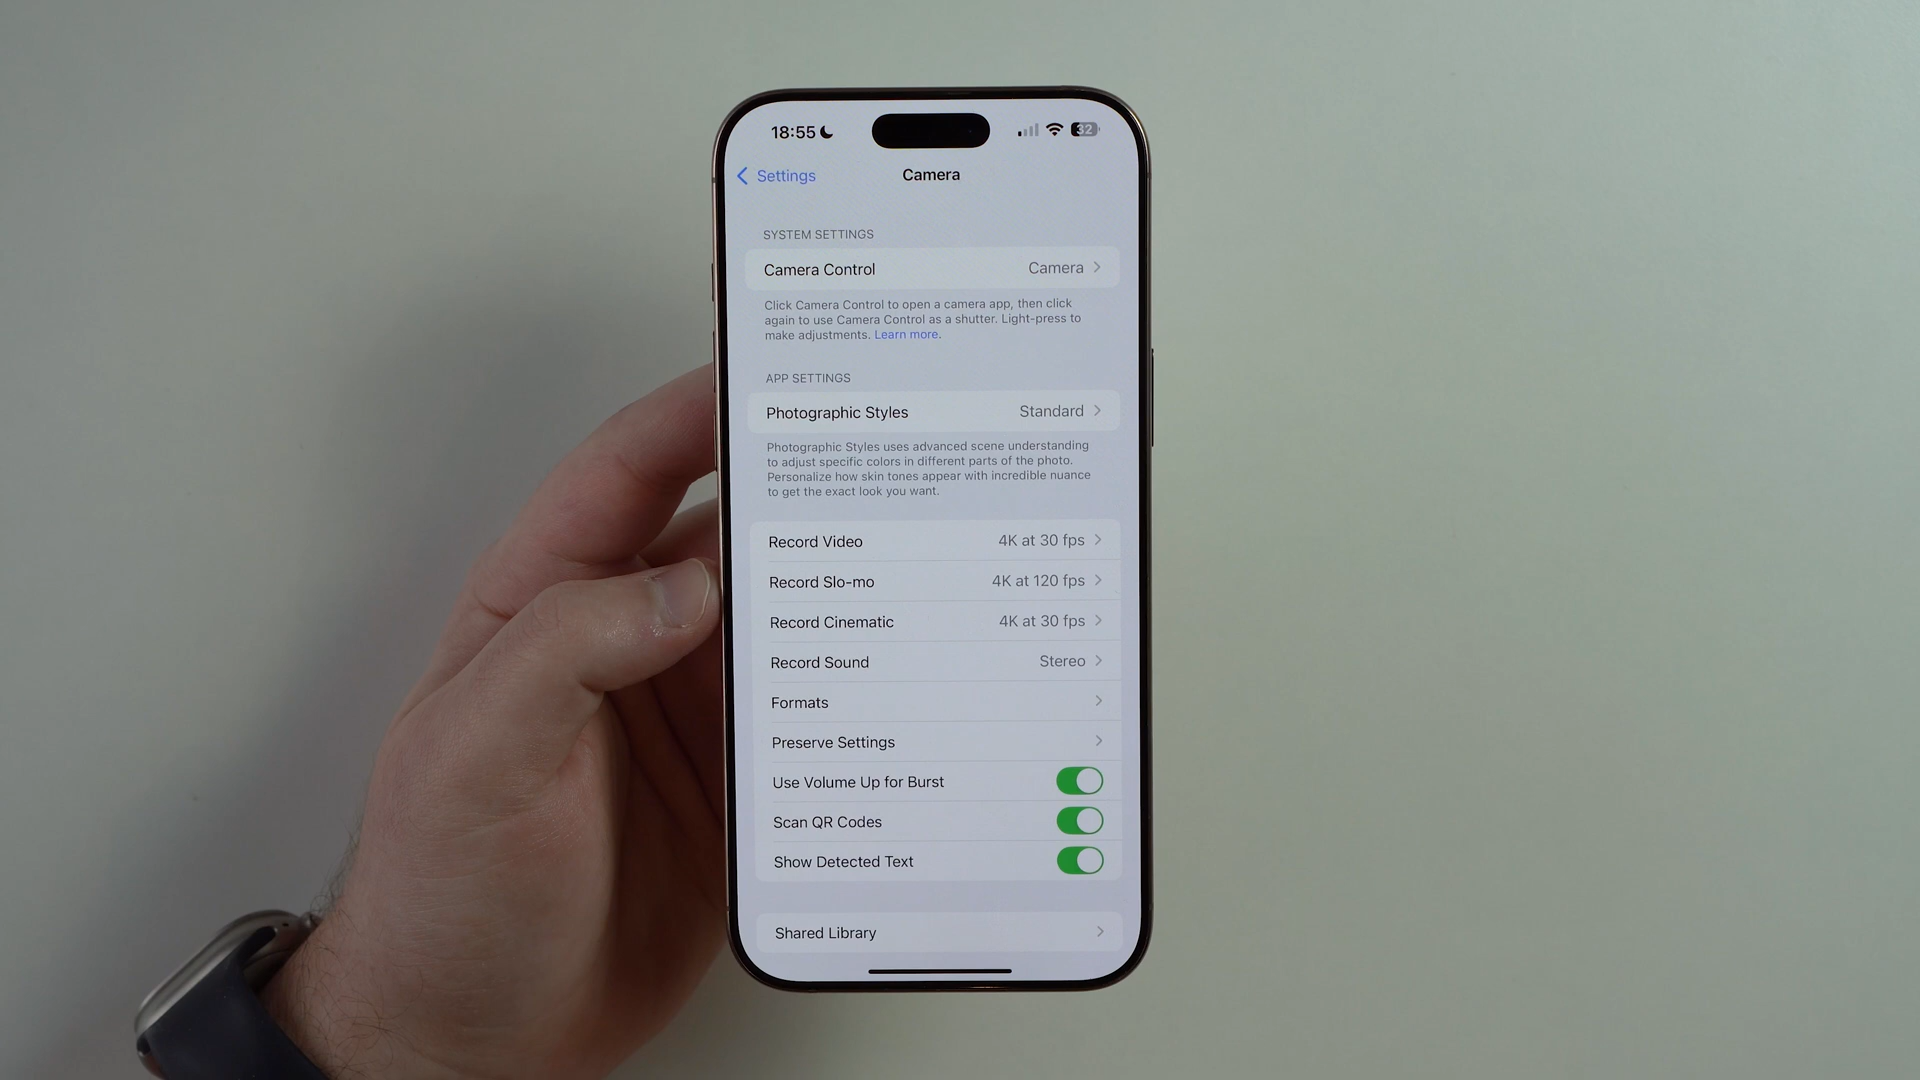 18:55
32
Settings
Camera
SYSTEM SETTINGS
Camera Control
Camera
Click Camera Control to open a camera app, then click
again to use Camera Control as a shutter. Light-press to
make adjustments. Learn more.
APP SETTINGS
Photographic Styles
Standard
Photographic Styles uses advanced scene understanding
to adjust specific colors in different parts of the photo.
Personalize how skin tones appear with incredible nuance
to get the exact look you want.
Record Video
4K at 30 fps
Record Slo-mo
4K at 120 fps
Record Cinematic
4K at 30 fps
Record Sound
Stereo
Formats
Preserve Settings
Use Volume Up for Burst
Scan QR Codes
Show Detected Text
Shared Library